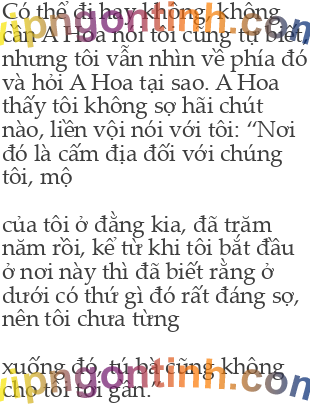 Có thể đi hay không, không
cần A Hoa nói tôi cũng tự biết,
nhưng tôi vẫn nhìn về phía đó
và hỏi A Hoa tại sao. A Hoa
thấy tôi không sợ hãi chút
nào, liền vội nói với tôi: “Nơi
đó là cấm địa đối với chúng
tôi, mộ
của tôi ở đằng kia, đã trăm
năm rồi, kể từ khi tôi bắt đầu
ở nơi này thì đã biết rằng ở
dưới có thứ gì đó rất đáng sợ,
nên tôi chưa từng
xuống đó, tú bà cũng không
cho tôi tới gần.”
vipngontinh.com
vipngontinh.com